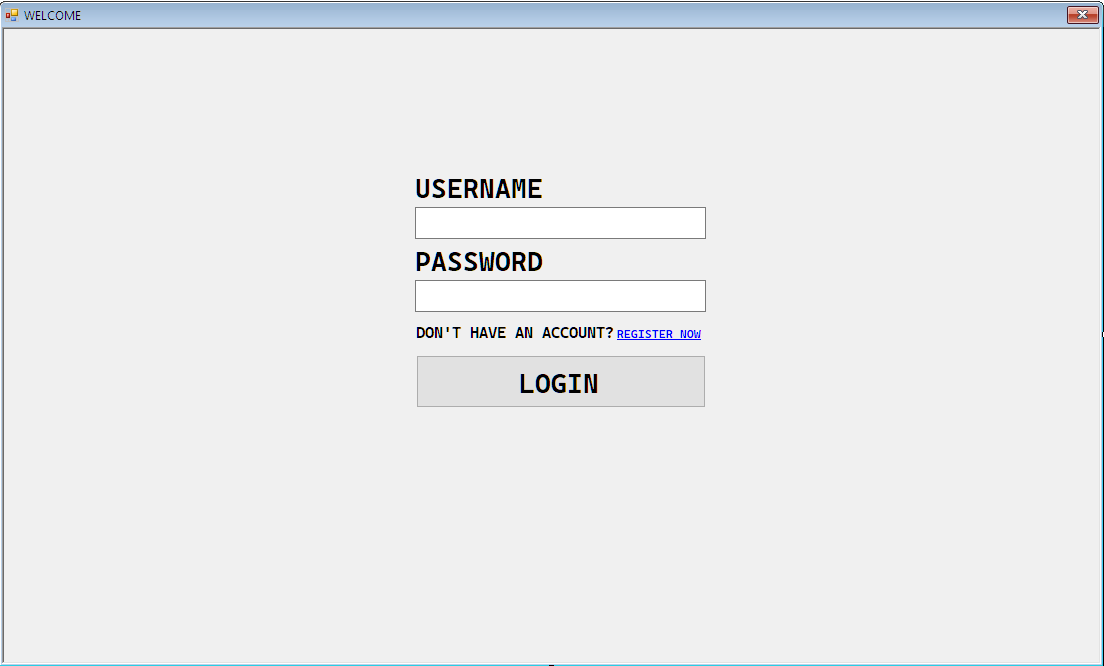 WELCOME
USERNAME
PASSWORD
DON'T HAVE AN ACCOUNT? REGISTER NOW
LOGIN